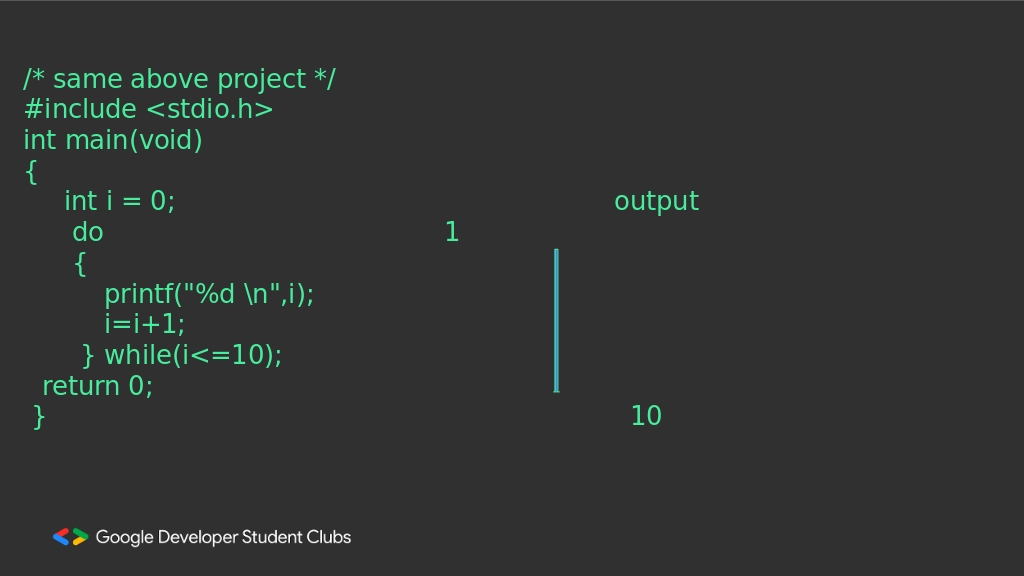 /* same above project */
#include <stdio.h>
int main(void)
{
int i = 0; output
do 1
{
printf("%d \n",i);
i=i+1;
} while(i<=10);
return 0;
} 10
Google Developer Student Clubs